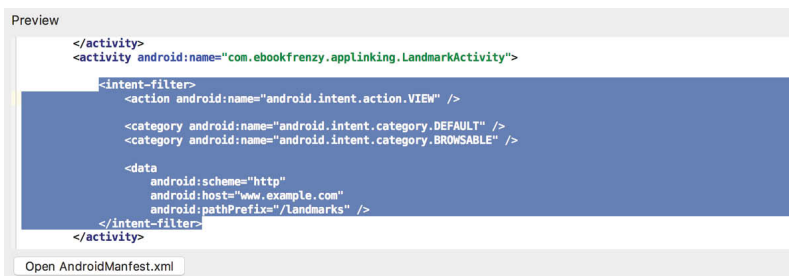 Preview
</activity>
<activity android:name="com.ebookfrenzy.applinking.LandmarkActivity">
<intent-filter>
<action android:name="android.intent.action.VIEW" />
<category android:name="android.intent.category.DEFAULT" />
<category android:name="android.intent.category.BROWSABLE" />
<data
android:scheme="http"
android:host="www.example.com"
android:pathPrefix="/landmarks" />
</intent-filter>
</activity>
Open AndroidManfest.xml